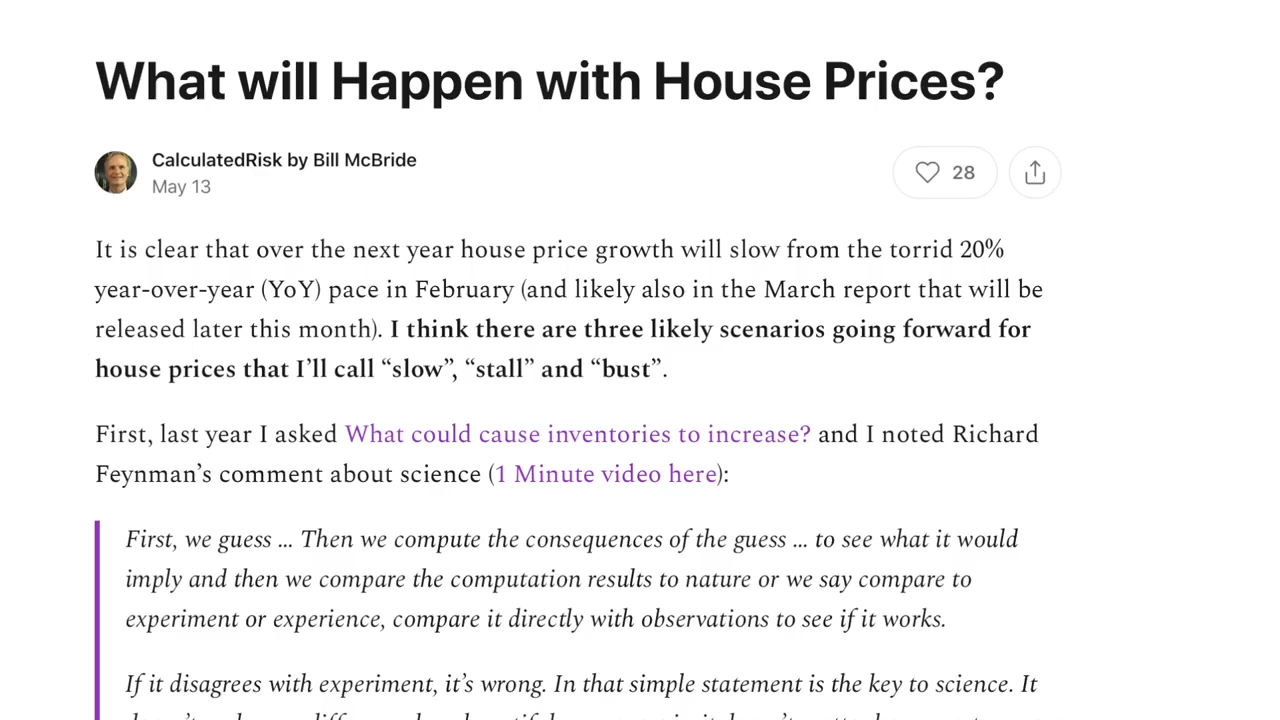 What will Happen with House Prices?
CalculatedRisk by Bill McBride
May 13
28
It is clear that over the next year house price growth will slow from the torrid 20%
year-over-year (YoY) pace in February (and likely also in the March report that will be
released later this month). I think there are three likely scenarios going forward for
house prices that I’ll call “slow”, “stall” and “bust”.
First, last year I asked What could cause inventories to increase? and I noted Richard
Feynman’s comment about science (1 Minute video here):
First, we guess ... Then we compute the consequences of the guess ... to see what it would
imply and then we compare the computation results to nature or we say compare to
experiment or experience, compare it directly with observations to see if it works.
If it disagrees with experiment, it’s wrong. In that simple statement is the key to science. It